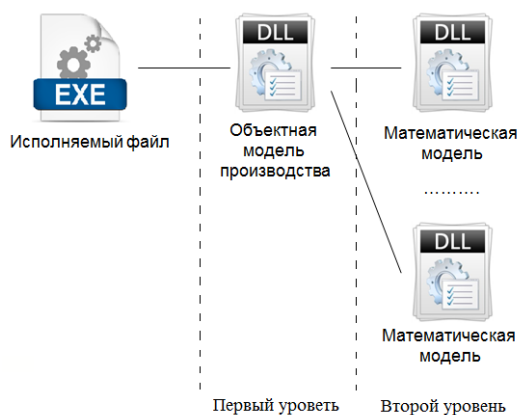 EXE
Исполняемый файл
DLL
Объектная
модель
производства
DLL
Математическая
модель
..........
DLL
Математическая
модель
Первый уроветь
Второй уровень